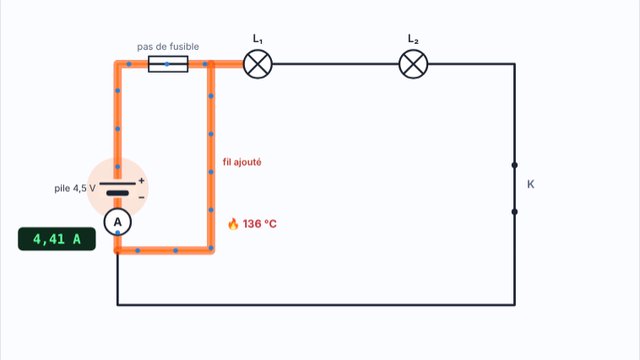 L₁
L₂
pas de fusible
fil ajouté
pile 4,5 V
+
−
K
A
🔥 136 °C
4,41 A